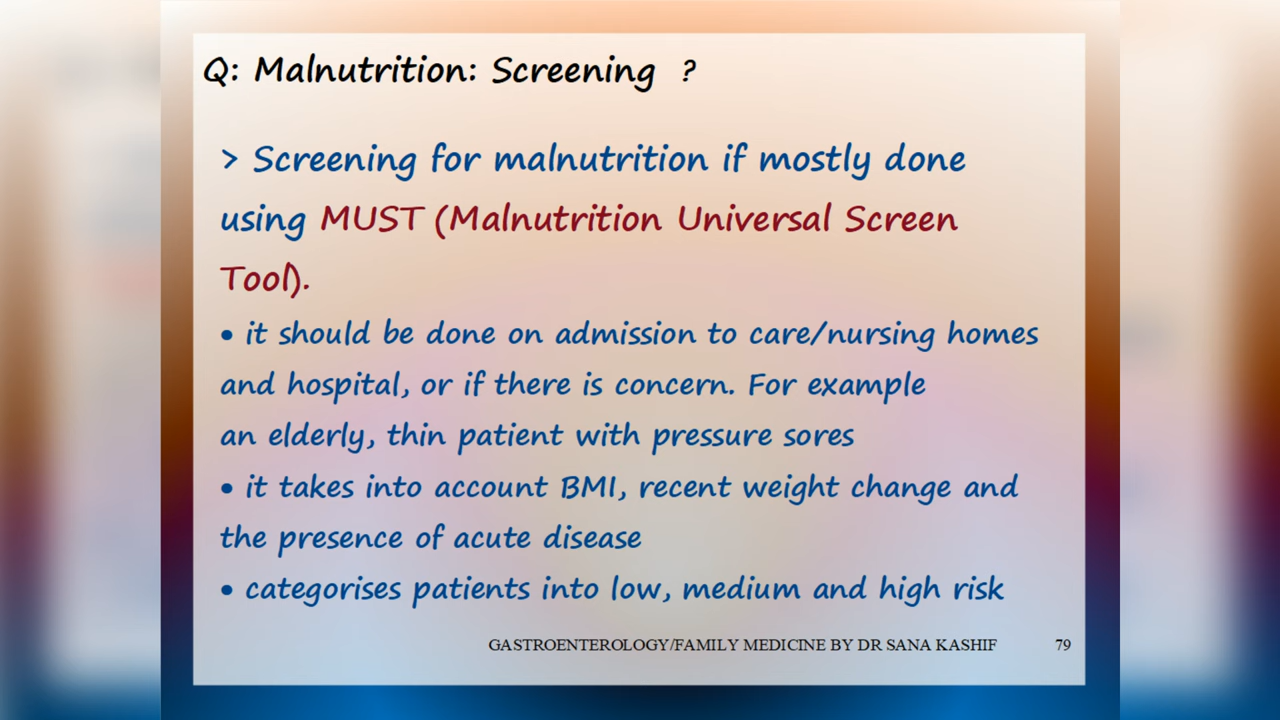 Q: Malnutrition: Screening ?
> Screening for malnutrition if mostly done
using MUST (Malnutrition Universal Screen
Tool).
• it should be done on admission to care/nursing homes
and hospital, or if there is concern. For example
an elderly, thin patient with pressure sores
• it takes into account BMI, recent weight change and
the presence of acute disease
• categorises patients into low, medium and high risk
GASTROENTEROLOGY/FAMILY MEDICINE BY DR SANA KASHIF 79